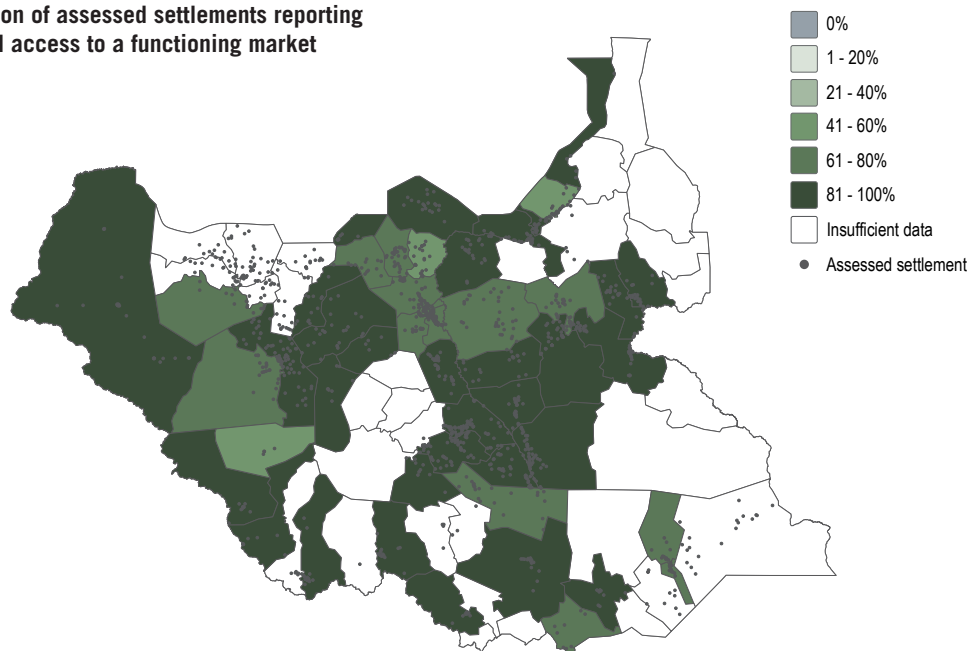 on of assessed settlements reporting
access to a functioning market
0%
1 - 20%
21 - 40%
41 - 60%
61 - 80%
81 - 100%
Insufficient data
Assessed settlement